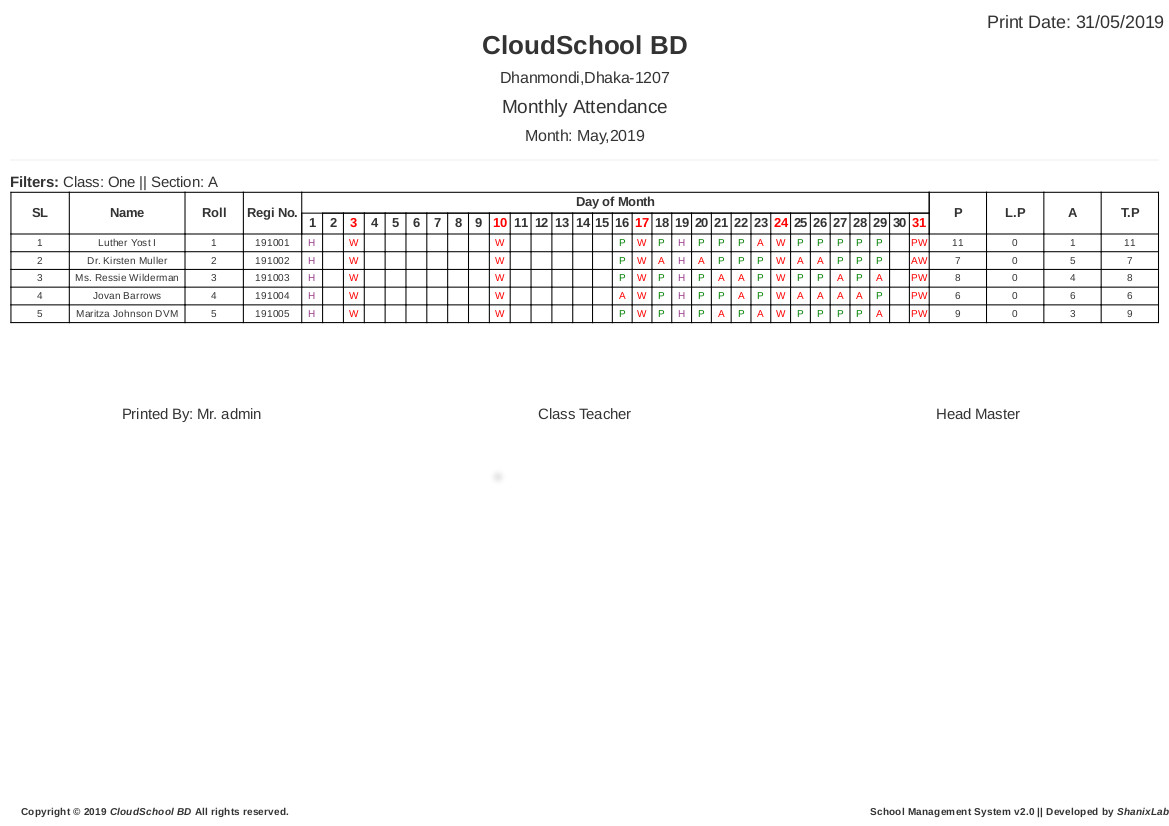 Print Date: 31/05/2019
CloudSchool BD
Dhanmondi,Dhaka-1207
Monthly Attendance
Month: May,2019
Filters: Class: One || Section: A
SL Name Roll Regi No. Day of Month P L.P A T.P
1 2 3 4 5 6 7 8 9 10 11 12 13 14 15 16 17 18 19 20 21 22 23 24 25 26 27 28 29 30 31
1 Luther Yost I 1 191001 H W W P W P H P P P A W P P P P P PW 11 0 1 11
2 Dr. Kirsten Muller 2 191002 H W W P W A H A P P P W A A P P P AW 7 0 5 7
3 Ms. Ressie Wilderman 3 191003 H W W P W P H P A A P W P P A P A PW 8 0 4 8
4 Jovan Barrows 4 191004 H W W A W P H P P A P W A A A A P PW 6 0 6 6
5 Maritza Johnson DVM 5 191005 H W W P W P H P A P A W P P P P A PW 9 0 3 9
Printed By: Mr. admin Class Teacher Head Master
Copyright © 2019 CloudSchool BD All rights reserved. School Management System v2.0 || Developed by ShanixLab